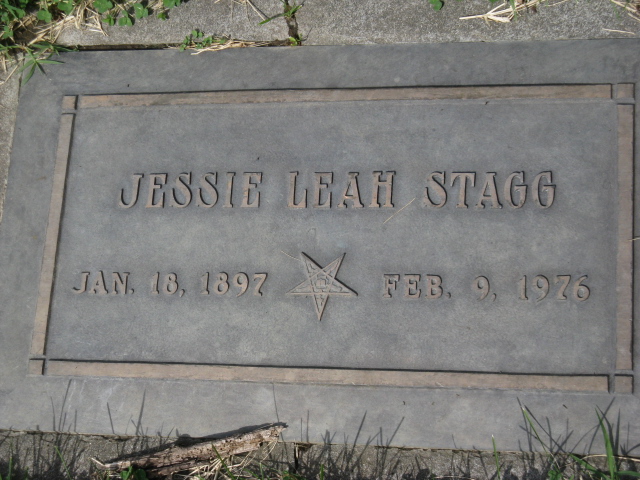 JESSIE LEAH STAGG
JAN. 18, 1897 FEB. 9, 1976